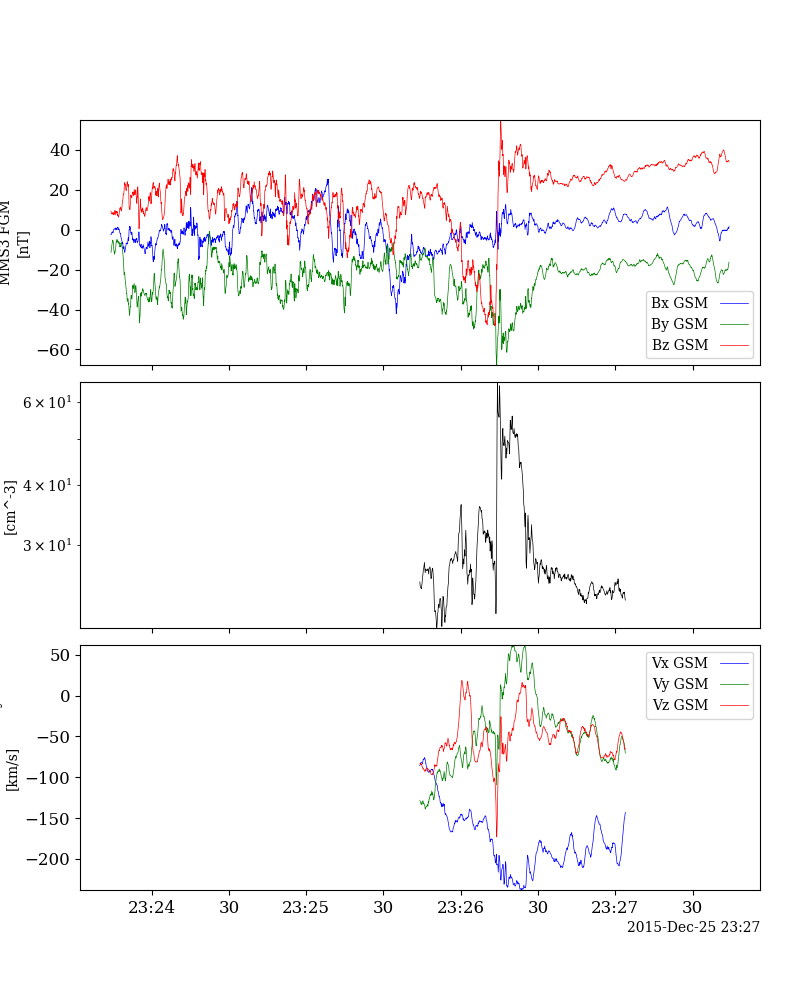 MMS3 FGM
[nT]
40
20
0
−20
−40
−60
Bx GSM
By GSM
Bz GSM
[cm^-3]
6 × 10¹
4 × 10¹
3 × 10¹
[km/s]
50
0
−50
−100
−150
−200
Vx GSM
Vy GSM
Vz GSM
23:24 30 23:25 30 23:26 30 23:27 30
2015-Dec-25 23:27